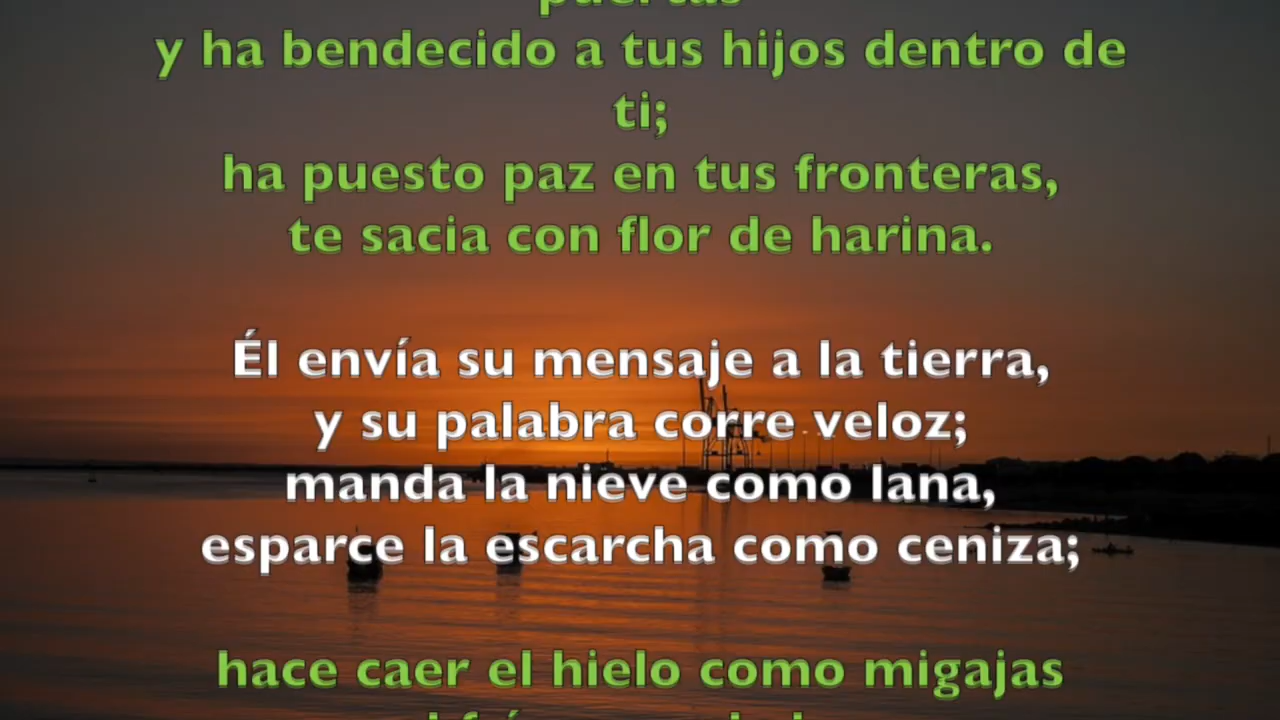 puertas
y ha bendecido a tus hijos dentro de
ti;
ha puesto paz en tus fronteras,
te sacia con flor de harina.
Él envía su mensaje a la tierra,
y su palabra corre veloz;
manda la nieve como lana,
esparce la escarcha como ceniza;
hace caer el hielo como migajas